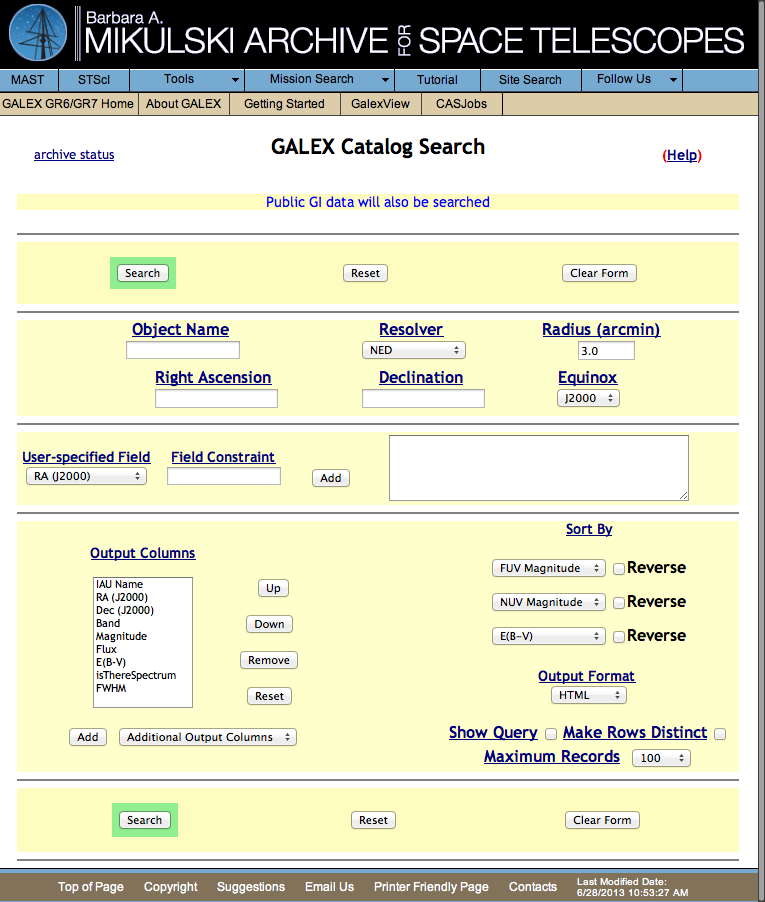 Barbara A.
MIKULSKI ARCHIVE FOR SPACE TELESCOPES
MAST STScI Tools Mission Search Tutorial Site Search Follow Us
GALEX GR6/GR7 Home About GALEX Getting Started GalexView CASJobs
archive status
GALEX Catalog Search
(Help)
Public GI data will also be searched
Search Reset Clear Form
Object Name Resolver Radius (arcmin)
NED 3.0
Right Ascension Declination Equinox
J2000
User-specified Field Field Constraint
RA (J2000) Add
Sort By
Output Columns
FUV Magnitude Reverse
NUV Magnitude Reverse
E(B-V) Reverse
IAU Name
RA (J2000)
Dec (J2000)
Band
Magnitude
Flux
E(B-V)
isThereSpectrum
FWHM
Up
Down
Remove
Reset
Output Format
HTML
Add Additional Output Columns
Show Query Make Rows Distinct
Maximum Records 100
Search Reset Clear Form
Top of Page Copyright Suggestions Email Us Printer Friendly Page Contacts
Last Modified Date:
6/28/2013 10:53:27 AM